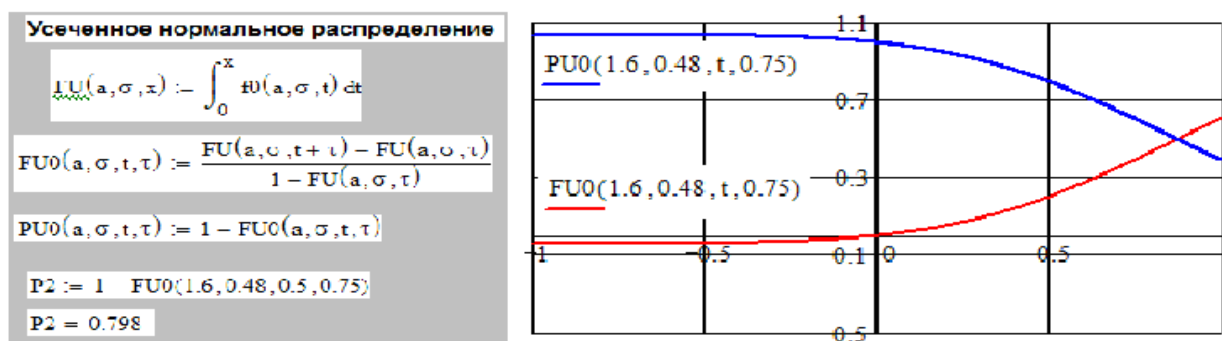 Усеченное нормальное распределение
FU(a,σ,x) := ∫₀ˣ f0(a,σ,t) dt
FU0(a,σ,t,τ) := (FU(a,σ,t+τ) − FU(a,σ,τ)) / (1 − FU(a,σ,τ))
PU0(a,σ,t,τ) := 1 − FU0(a,σ,t,τ)
P2 := 1 FU0(1.6,0.48,0.5,0.75)
P2 = 0.798
1.1
PU0(1.6,0.48,t,0.75)
0.7
FU0(1.6,0.48,t,0.75)
0.3
−1 −0.5 −0.1 0 0.5
−0.5